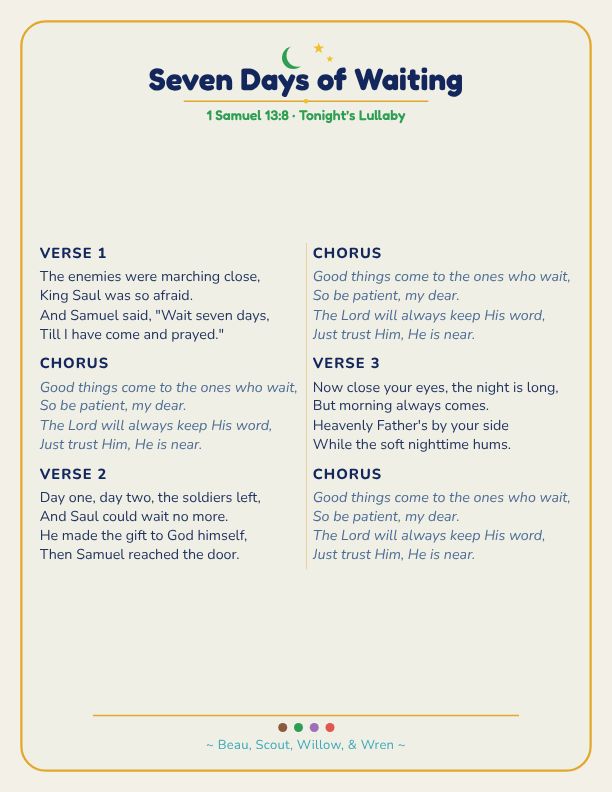 Seven Days of Waiting
1 Samuel 13:8 · Tonight's Lullaby
VERSE 1
The enemies were marching close,
King Saul was so afraid.
And Samuel said, "Wait seven days,
Till I have come and prayed."
CHORUS
Good things come to the ones who wait,
So be patient, my dear.
The Lord will always keep His word,
Just trust Him, He is near.
VERSE 2
Day one, day two, the soldiers left,
And Saul could wait no more.
He made the gift to God himself,
Then Samuel reached the door.
CHORUS
Good things come to the ones who wait,
So be patient, my dear.
The Lord will always keep His word,
Just trust Him, He is near.
VERSE 3
Now close your eyes, the night is long,
But morning always comes.
Heavenly Father's by your side
While the soft nighttime hums.
CHORUS
Good things come to the ones who wait,
So be patient, my dear.
The Lord will always keep His word,
Just trust Him, He is near.
~ Beau, Scout, Willow, & Wren ~